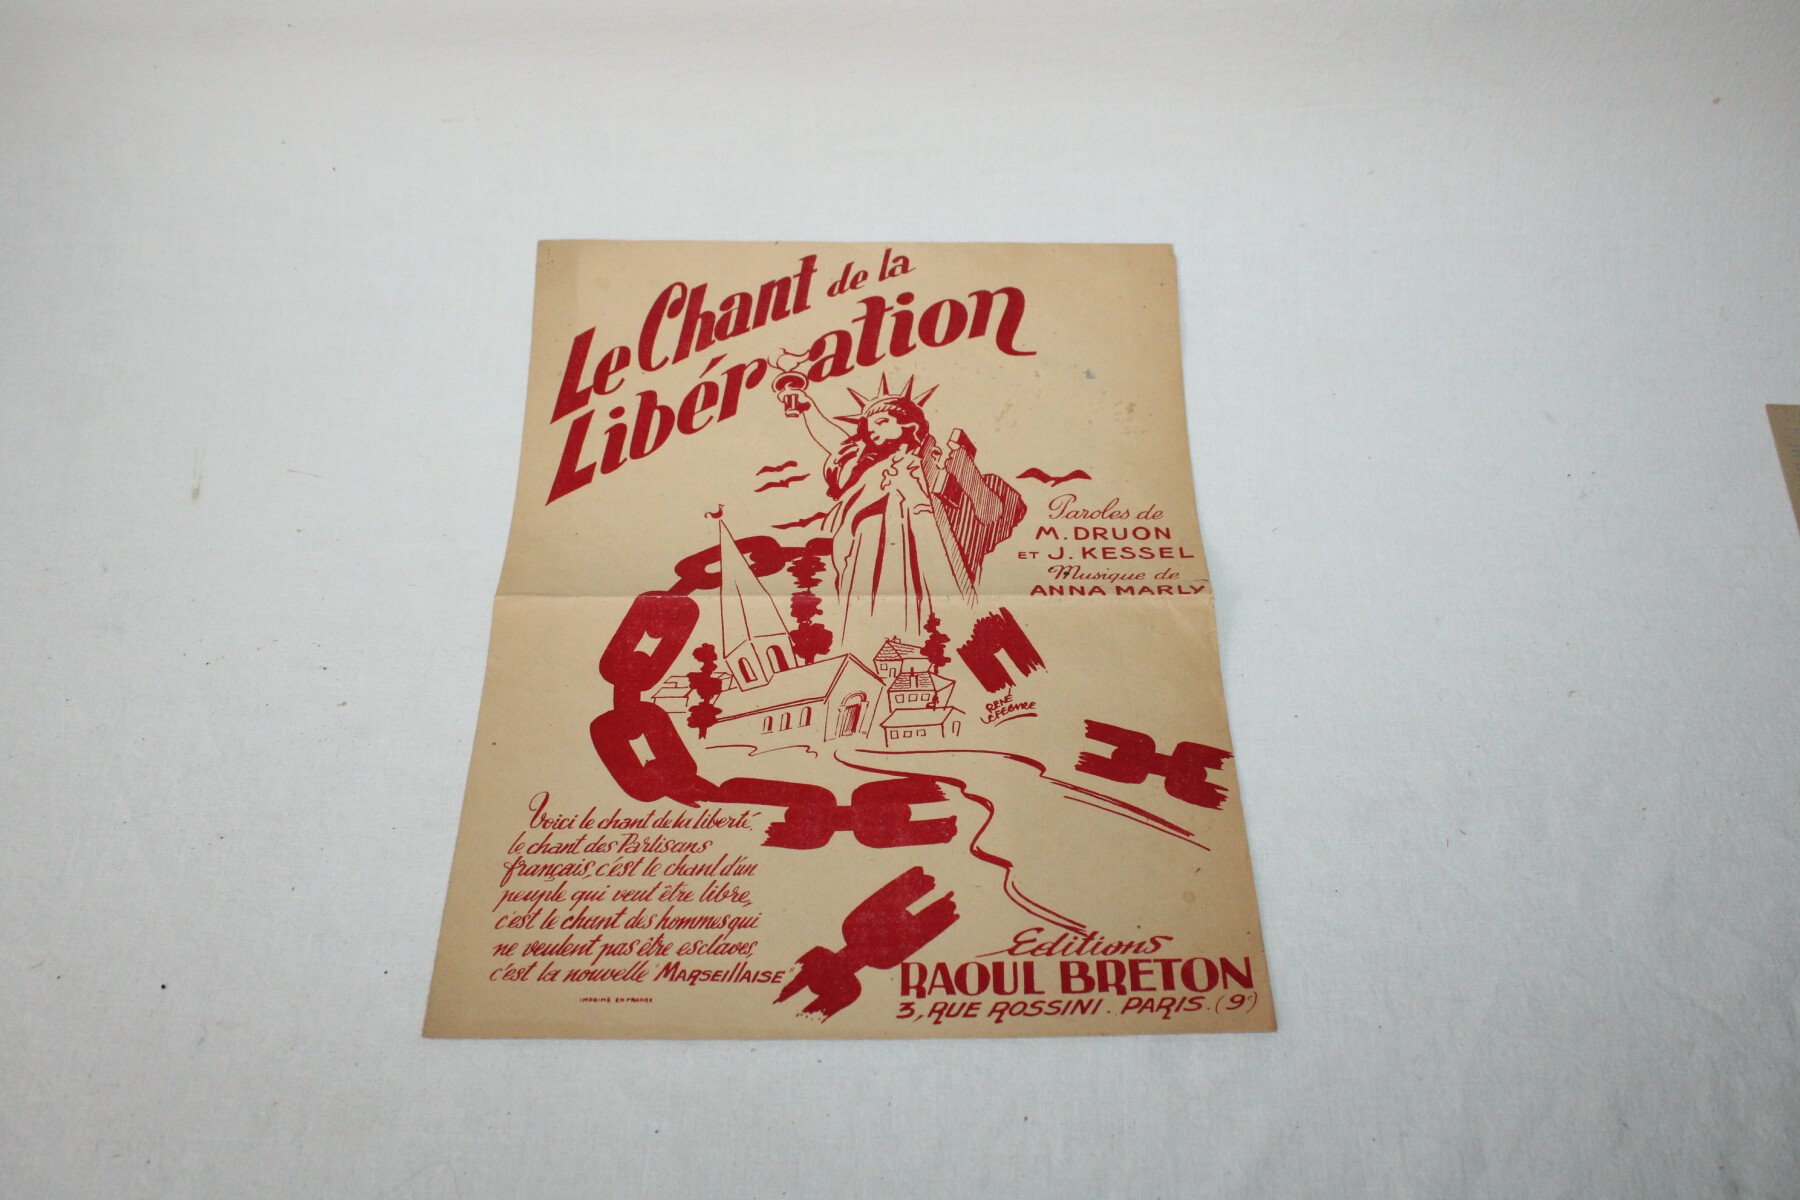 Le Chant de la
Libération
Paroles de
M. DRUON
ET J. KESSEL
Musique de
ANNA MARLY
RENÉ
LEFEBVRE
Voici le chant de la liberté,
le chant des Partisans
français, c'est le chant d'un
peuple qui veut être libre,
c'est le chant des hommes qui
ne veulent pas être esclaves,
c'est la nouvelle "MARSEILLAISE"
IMPRIMÉ EN FRANCE
Editions
RAOUL BRETON
3, RUE ROSSINI. PARIS. (9e)